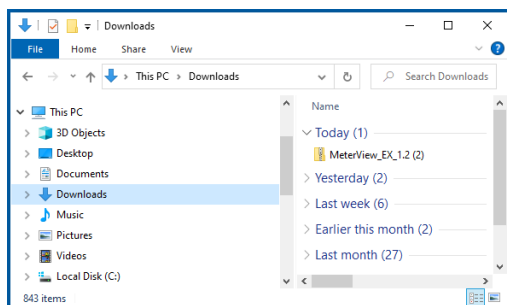 Downloads
File Home Share View
This PC > Downloads
Search Downloads
This PC
3D Objects
Desktop
Documents
Downloads
Music
Pictures
Videos
Local Disk (C:)
Name
Today (1)
MeterView_EX_1.2 (2)
Yesterday (2)
Last week (6)
Earlier this month (2)
Last month (27)
843 items